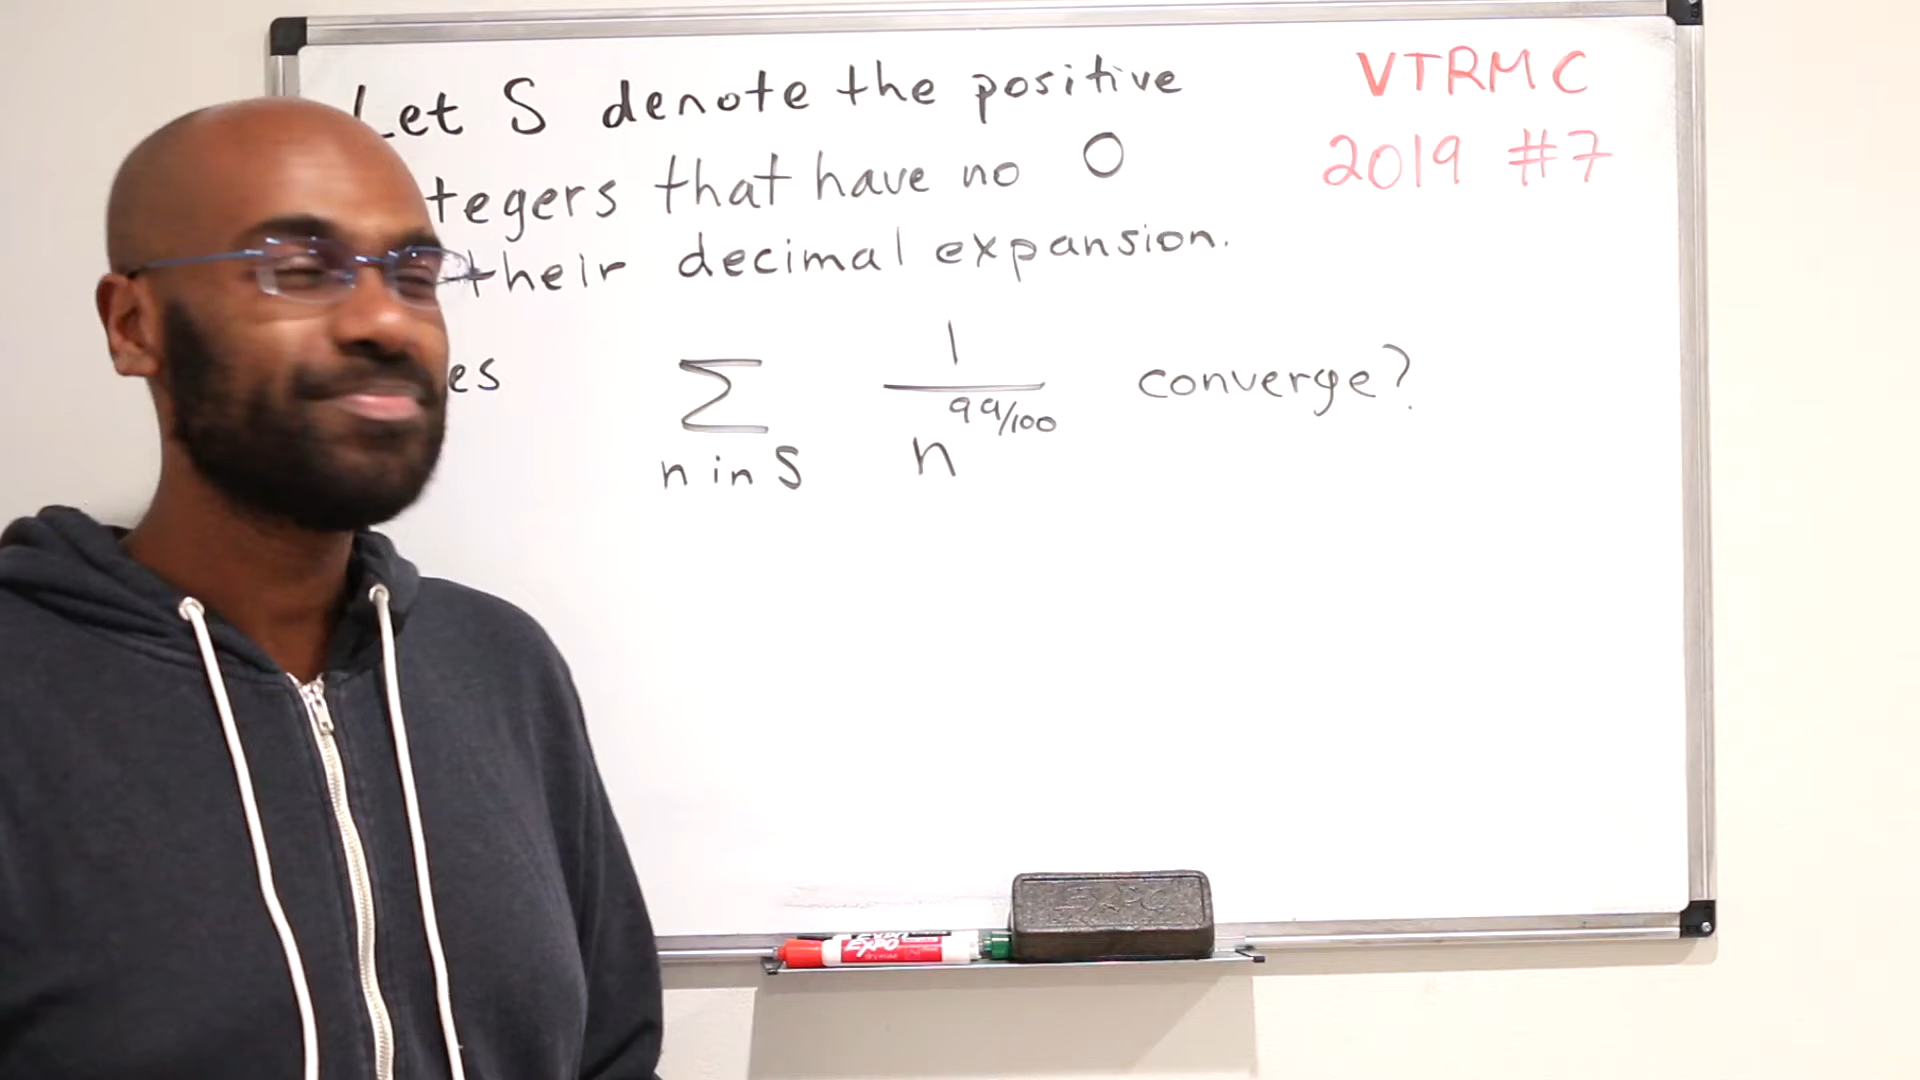 Let S denote the positive
tegers that have no 0
their decimal expansion.
es
∑ 1/n^99/100 converge?
n in S
VTRMC
2019 #7
EXPO
EXPO